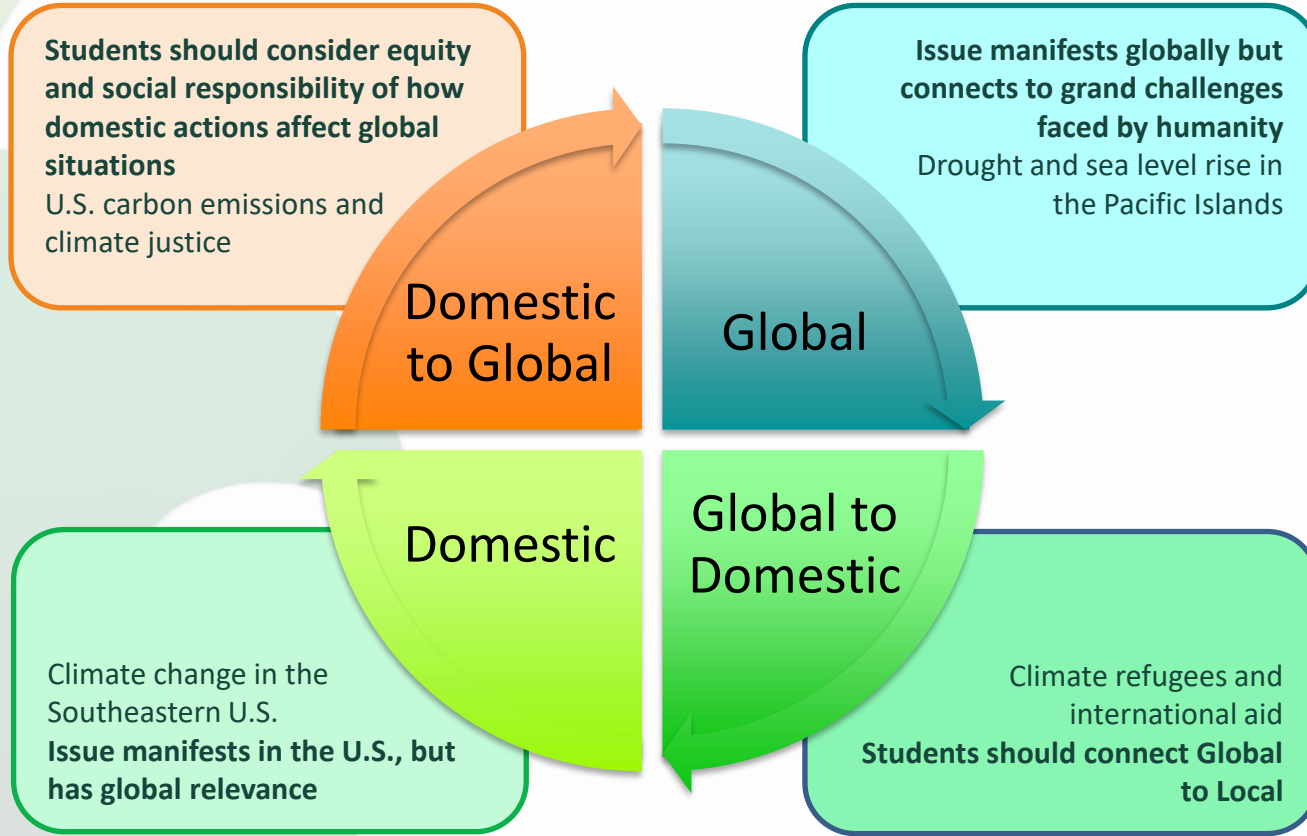 Students should consider equity
and social responsibility of how
domestic actions affect global
situations
U.S. carbon emissions and
climate justice
Issue manifests globally but
connects to grand challenges
faced by humanity
Drought and sea level rise in
the Pacific Islands
Domestic
to Global
Global
Domestic
Global to
Domestic
Climate change in the
Southeastern U.S.
Issue manifests in the U.S., but
has global relevance
Climate refugees and
international aid
Students should connect Global
to Local